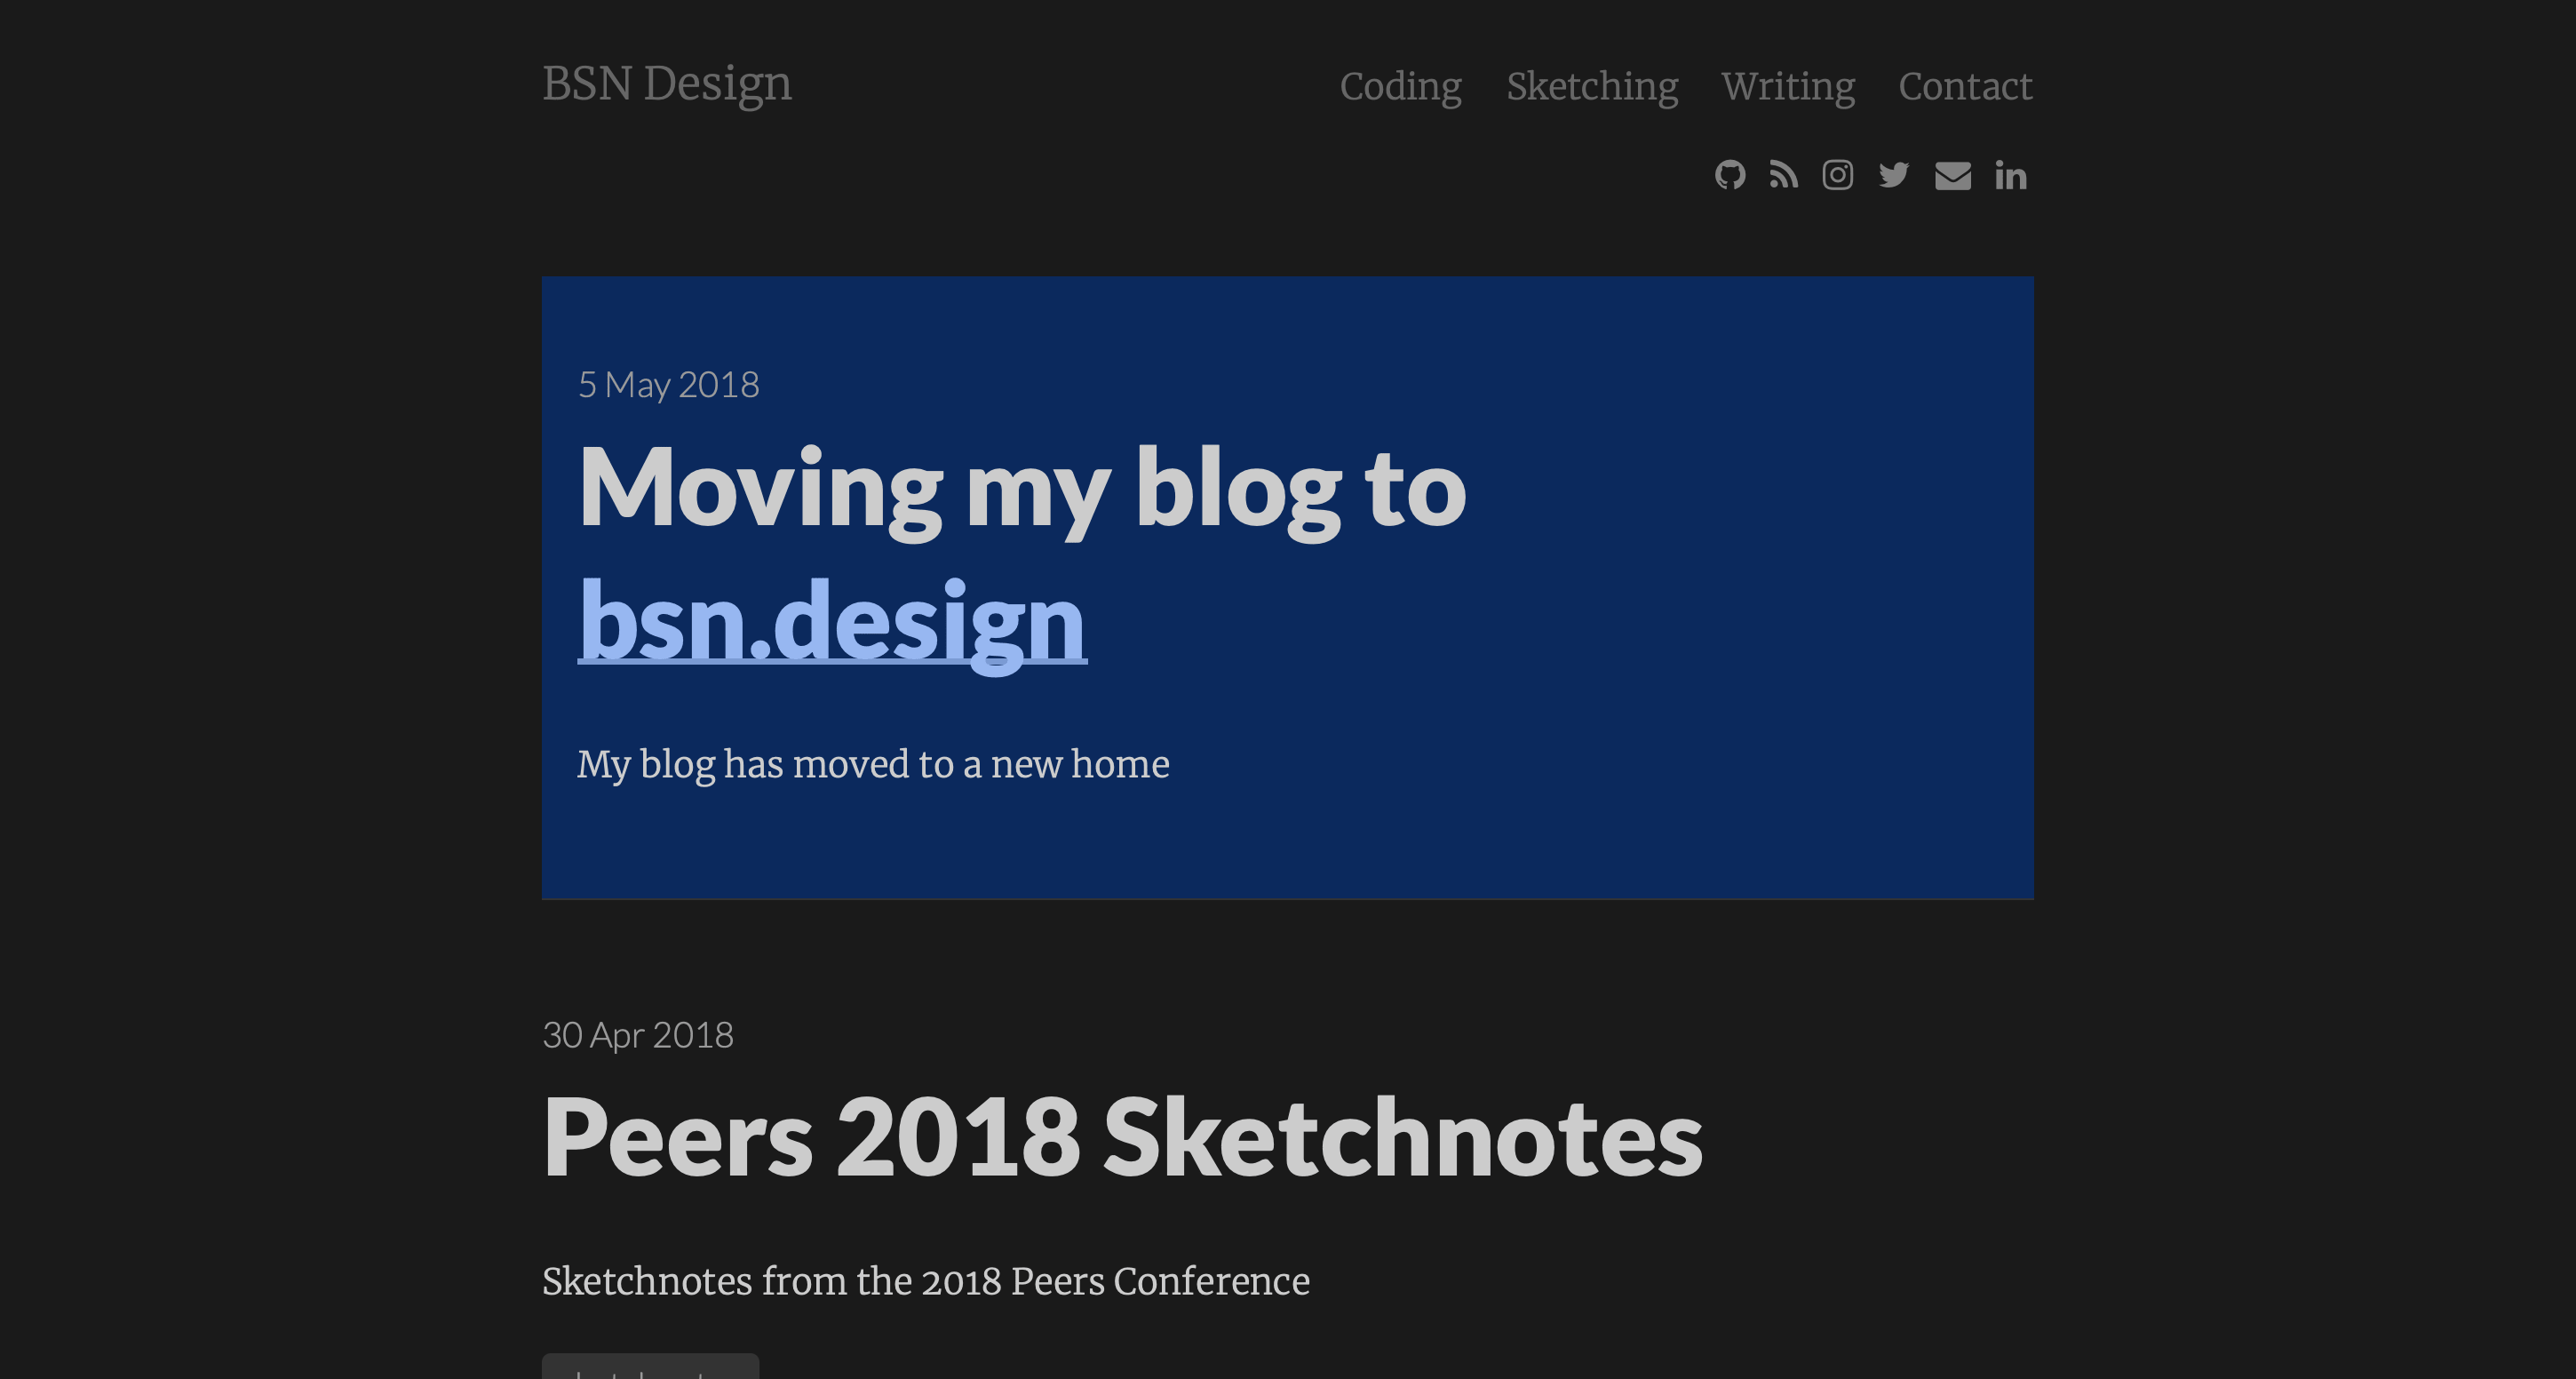 BSN Design
Coding Sketching Writing Contact
5 May 2018
Moving my blog to
bsn.design
My blog has moved to a new home
30 Apr 2018
Peers 2018 Sketchnotes
Sketchnotes from the 2018 Peers Conference